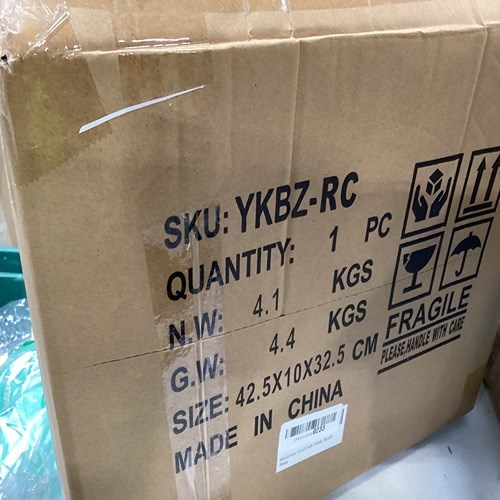 SKU: YKBZ-RC
QUANTITY: 1 PC
N.W: 4.1 KGS
G.W: 4.4 KGS
SIZE: 42.5X10X32.5 CM
MADE IN CHINA
FRAGILE
PLEASE,HANDLE WITH CARE